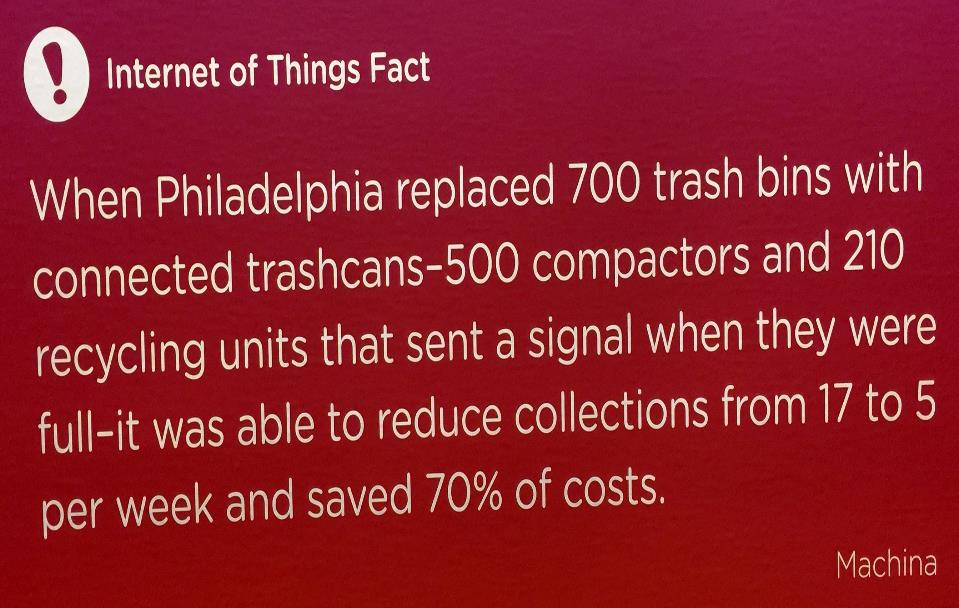 !
Internet of Things Fact
When Philadelphia replaced 700 trash bins with
connected trashcans-500 compactors and 210
recycling units that sent a signal when they were
full-it was able to reduce collections from 17 to 5
per week and saved 70% of costs.
Machina